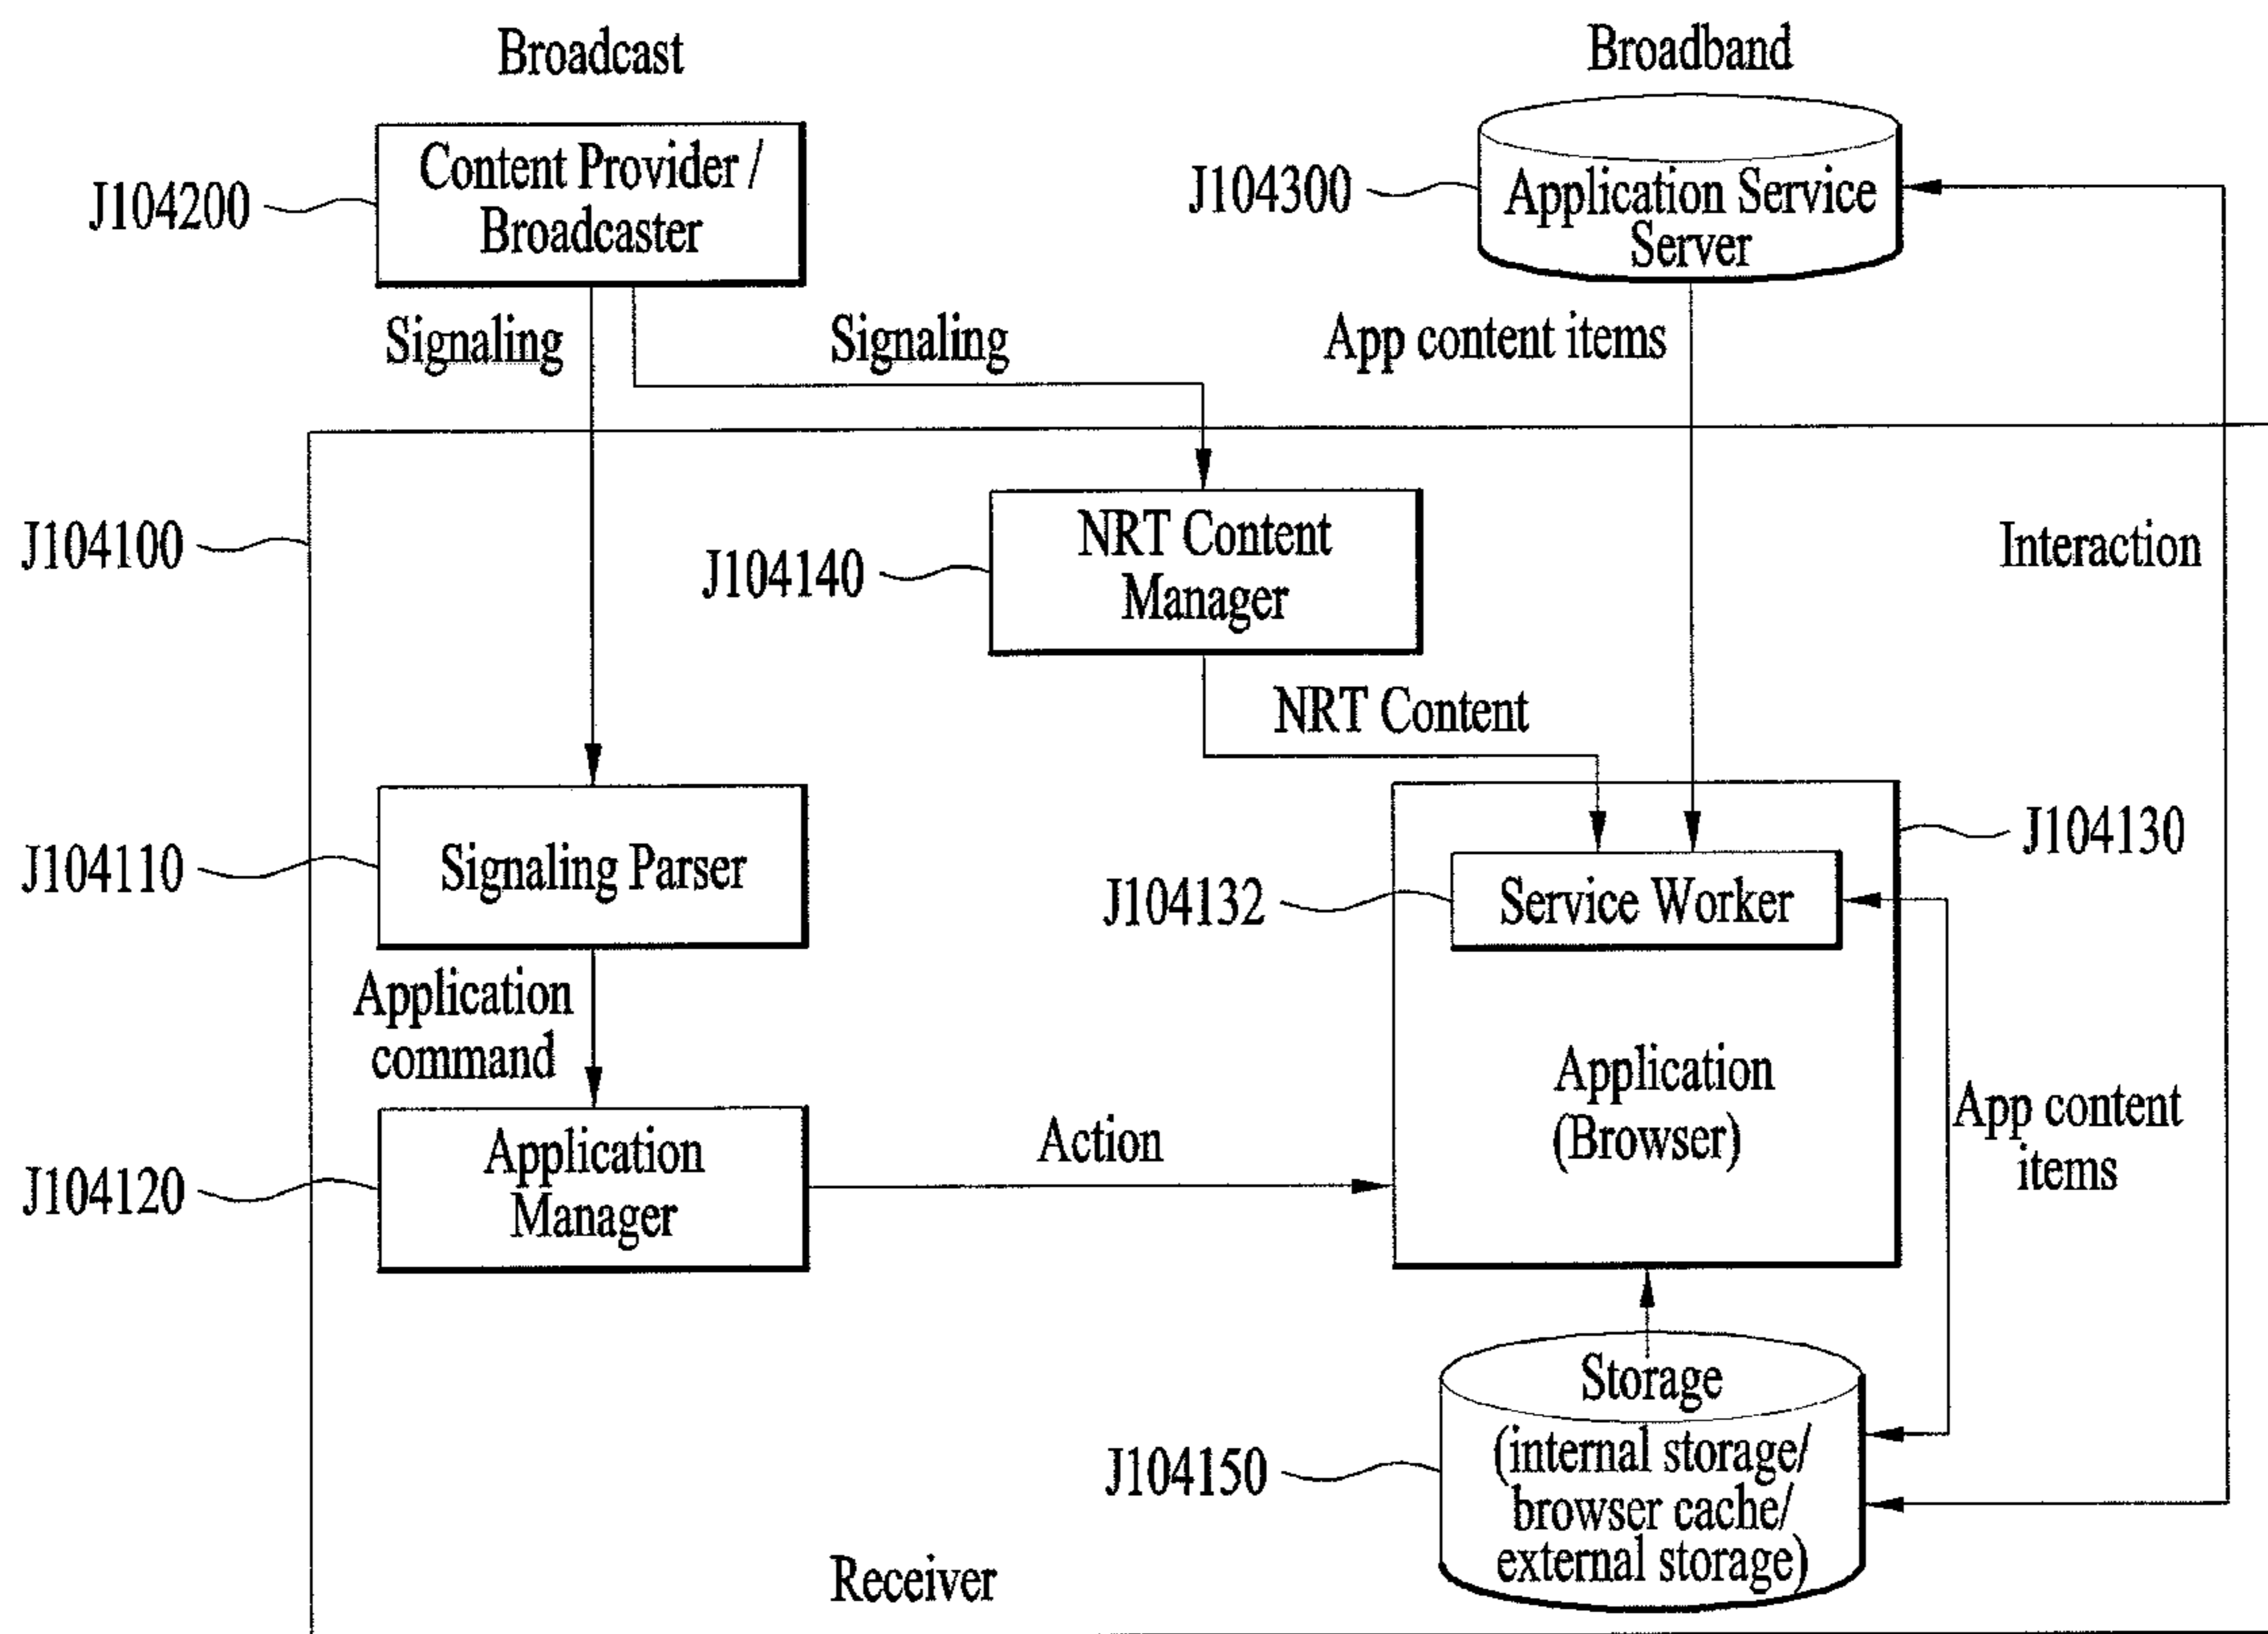 Broadcast
Broadband
Content Provider /
Broadcaster
J104200
J104300
Application Service
Server
Signaling
Signaling
App content items
J104100
NRT Content
Manager
J104140
Interaction
NRT Content
J104110
Signaling Parser
J104130
J104132
Service Worker
Application
command
Application
(Browser)
App content
items
J104120
Application
Manager
Action
Storage
(internal storage/
browser cache/
external storage)
J104150
Receiver